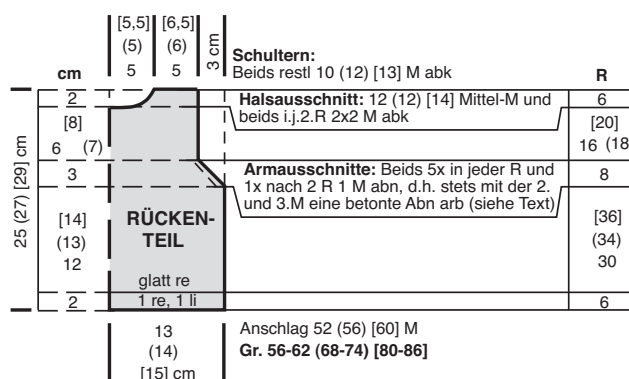 [5,5] [6,5]
(5) (6)
5 5 3 cm
Schultern:
Beids restl 10 (12) [13] M abk
cm R
2 Halsausschnitt: 12 (12) [14] Mittel-M und 6
beids i.j.2.R 2x2 M abk
[8] [20]
6 (7) 16 (18
3 Armausschnitte: Beids 5x in jeder R und 8
1x nach 2 R 1 M abn, d.h. stets mit der 2.
und 3.M eine betonte Abn arb (siehe Text)
25 (27) [29] cm
[14] RÜCKEN- [36]
(13) TEIL (34)
12 30
glatt re
2 1 re, 1 li 6
13 Anschlag 52 (56) [60] M
(14) Gr. 56-62 (68-74) [80-86]
[15] cm